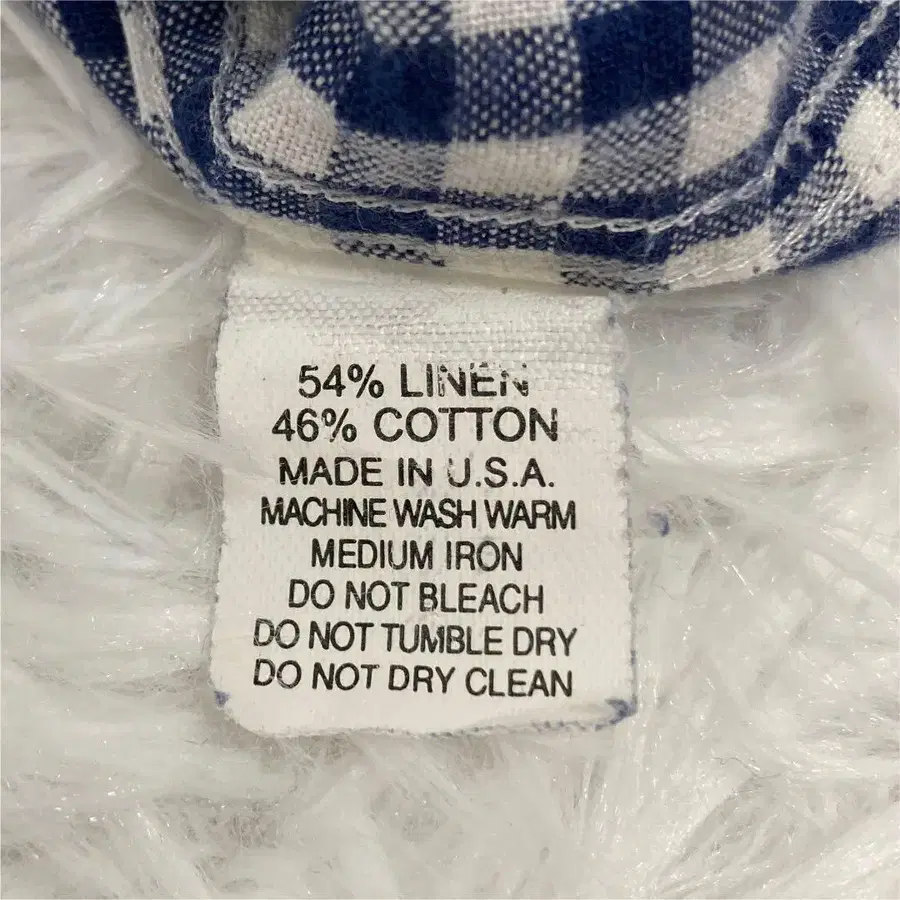 54% LINEN
46% COTTON
MADE IN U.S.A.
MACHINE WASH WARM
MEDIUM IRON
DO NOT BLEACH
DO NOT TUMBLE DRY
DO NOT DRY CLEAN